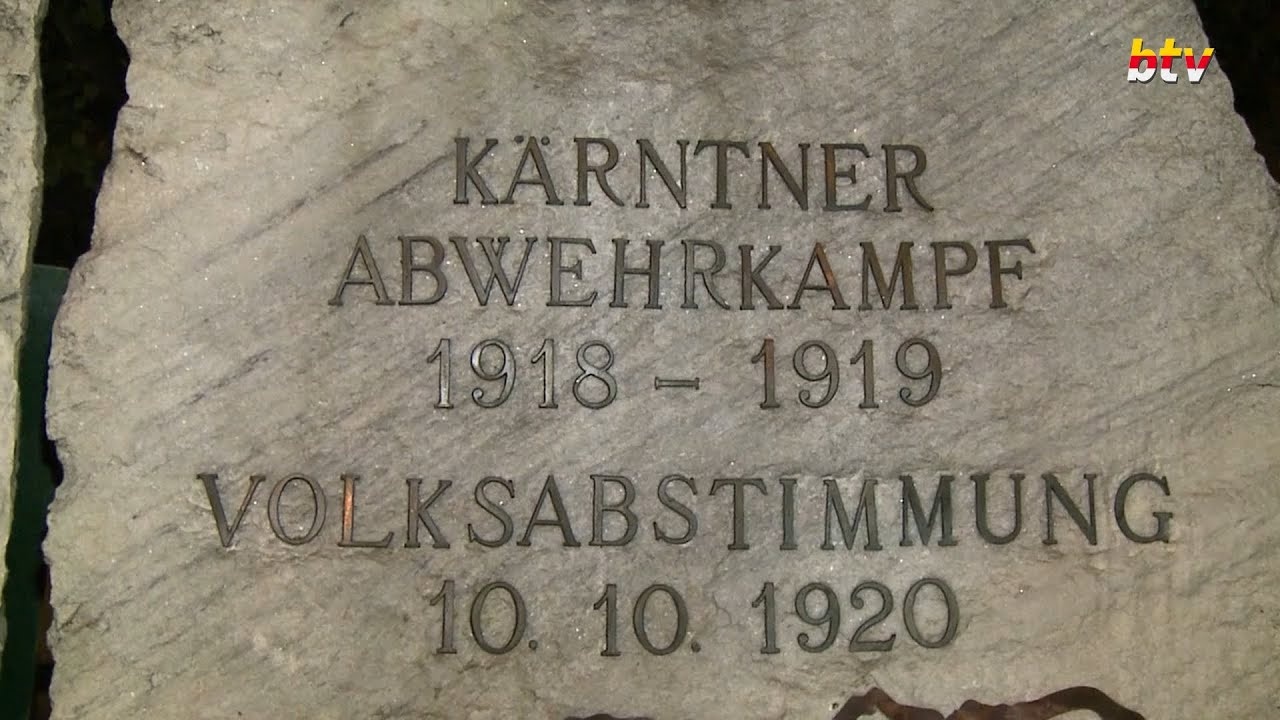 btv
KÄRNTNER
ABWEHRKAMPF
1918 – 1919
VOLKSABSTIMMUNG
10. 10. 1920